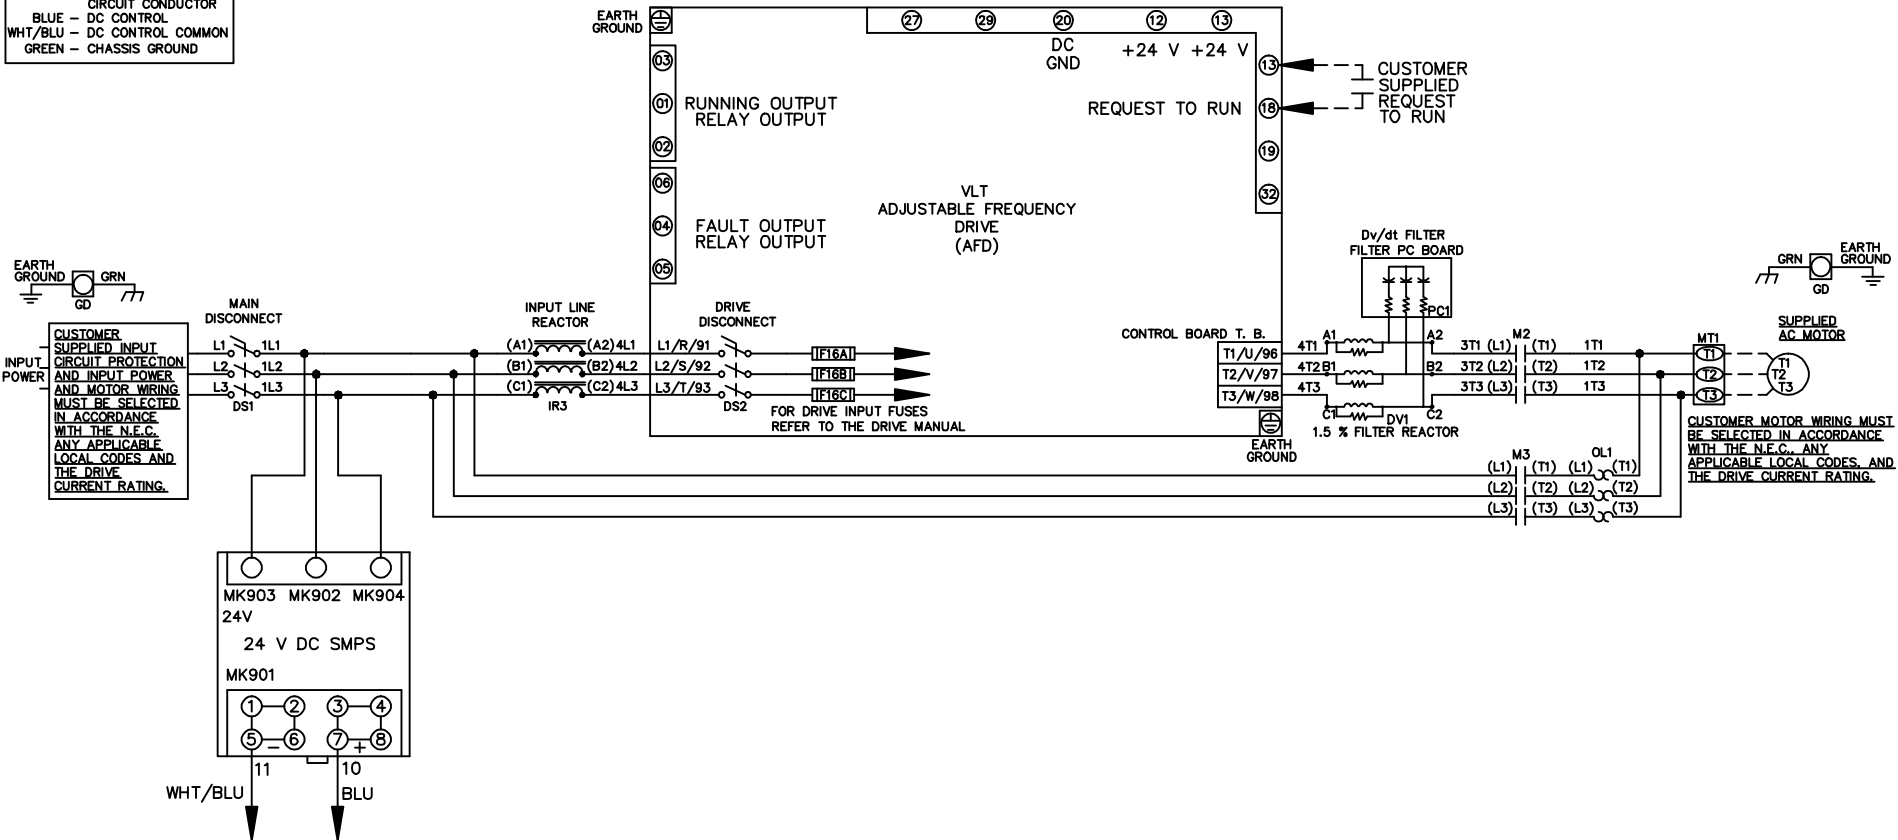 CIRCUIT CONDUCTOR
BLUE – DC CONTROL
WHT/BLU – DC CONTROL COMMON
GREEN – CHASSIS GROUND
EARTH
GROUND
27 29 20 12 13
DC
GND
+24 V +24 V
03
01
02
RUNNING OUTPUT
RELAY OUTPUT
06
04
05
FAULT OUTPUT
RELAY OUTPUT
REQUEST TO RUN
13
18
19
32
CUSTOMER
SUPPLIED
REQUEST
TO RUN
VLT
ADJUSTABLE FREQUENCY
DRIVE
(AFD)
EARTH
GROUND
GRN
GD
INPUT
POWER
CUSTOMER
SUPPLIED INPUT
CIRCUIT PROTECTION
AND INPUT POWER
AND MOTOR WIRING
MUST BE SELECTED
IN ACCORDANCE
WITH THE N.E.C.
ANY APPLICABLE
LOCAL CODES AND
THE DRIVE
CURRENT RATING.
MAIN
DISCONNECT
L1 1L1
L2 1L2
L3 1L3
DS1
INPUT LINE
REACTOR
(A1) (A2) 4L1
(B1) (B2) 4L2
(C1) (C2) 4L3
IR3
DRIVE
DISCONNECT
L1/R/91
L2/S/92
L3/T/93
DS2
F16A
F16B
F16C
FOR DRIVE INPUT FUSES
REFER TO THE DRIVE MANUAL
CONTROL BOARD T. B.
T1/U/96
T2/V/97
T3/W/98
EARTH
GROUND
Dv/dt FILTER
FILTER PC BOARD
PC1
4T1 A1 A2
4T2 B1 B2
4T3 C1 C2
DV1
1.5 % FILTER REACTOR
M2
3T1 (L1) (T1) 1T1
3T2 (L2) (T2) 1T2
3T3 (L3) (T3) 1T3
M3
OL1
(L1) (T1) (L1) (T1)
(L2) (T2) (L2) (T2)
(L3) (T3) (L3) (T3)
GRN
GD
EARTH
GROUND
SUPPLIED
AC MOTOR
MT1
T1
T2
T3
T1
T2
T3
CUSTOMER MOTOR WIRING MUST
BE SELECTED IN ACCORDANCE
WITH THE N.E.C., ANY
APPLICABLE LOCAL CODES, AND
THE DRIVE CURRENT RATING.
MK903 MK902 MK904
24V
24 V DC SMPS
MK901
1 2 3 4
5 – 6 7 + 8
11 10
WHT/BLU BLU